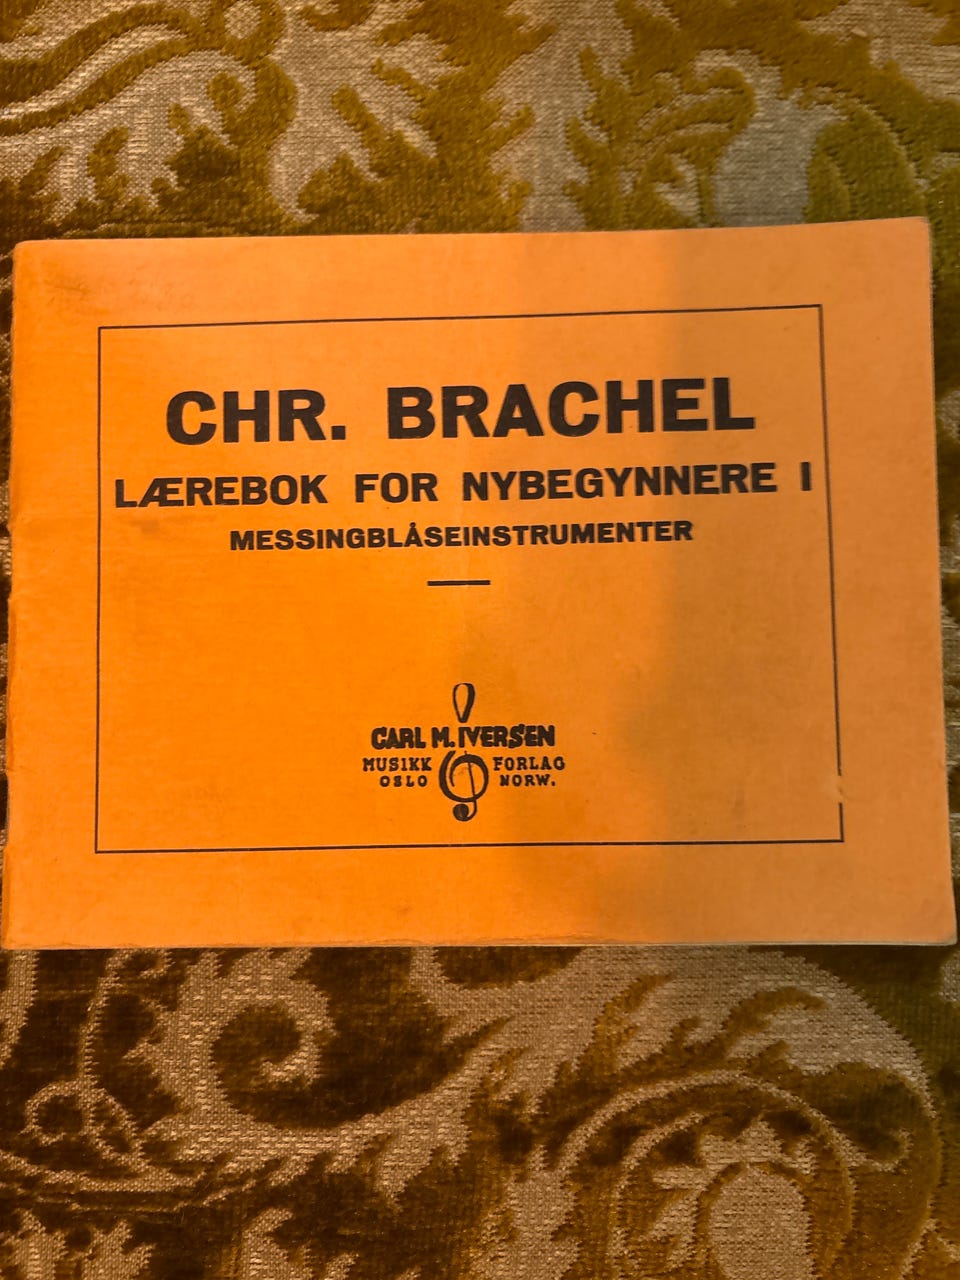 CHR. BRACHEL
LÆREBOK FOR NYBEGYNNERE I
MESSINGBLÅSEINSTRUMENTER
CARL M. IVERSEN
MUSIKK FORLAG
OSLO NORW.